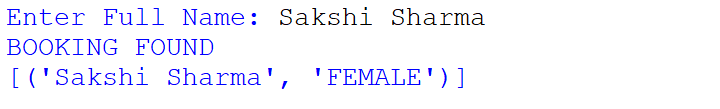 Enter Full Name: Sakshi Sharma
BOOKING FOUND
[('Sakshi Sharma', 'FEMALE')]